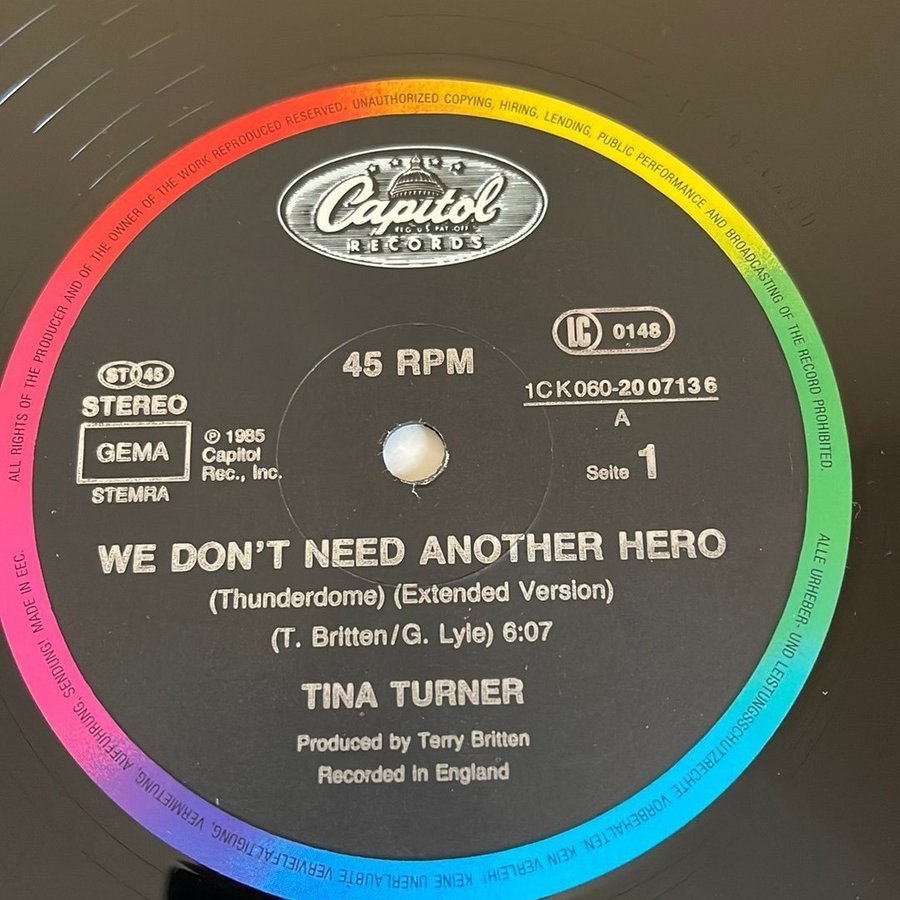 ALL RIGHTS OF THE PRODUCER AND OF THE OWNER OF THE WORK REPRODUCED RESERVED. UNAUTHORIZED COPYING, HIRING, LENDING, PUBLIC PERFORMANCE AND BROADCASTING OF THE RECORD PROHIBITED.
Capitol
REG. U.S. PAT. OFF.
RECORDS
LC 0148
45 RPM
1C K 060-20 0713 6
A
Seite 1
ST 45
STEREO
GEMA
STEMRA
℗ 1985
Capitol
Rec., Inc.
WE DON'T NEED ANOTHER HERO
(Thunderdome) (Extended Version)
(T. Britten/G. Lyle) 6:07
TINA TURNER
Produced by Terry Britten
Recorded in England
ALLE URHEBER- UND LEISTUNGSSCHUTZRECHTE VORBEHALTEN. KEIN VERLEIH! KEINE UNERLAUBTE VERVIELFÄLTIGUNG, VERMIETUNG, AUFFÜHRUNG, SENDUNG! MADE IN EEC.